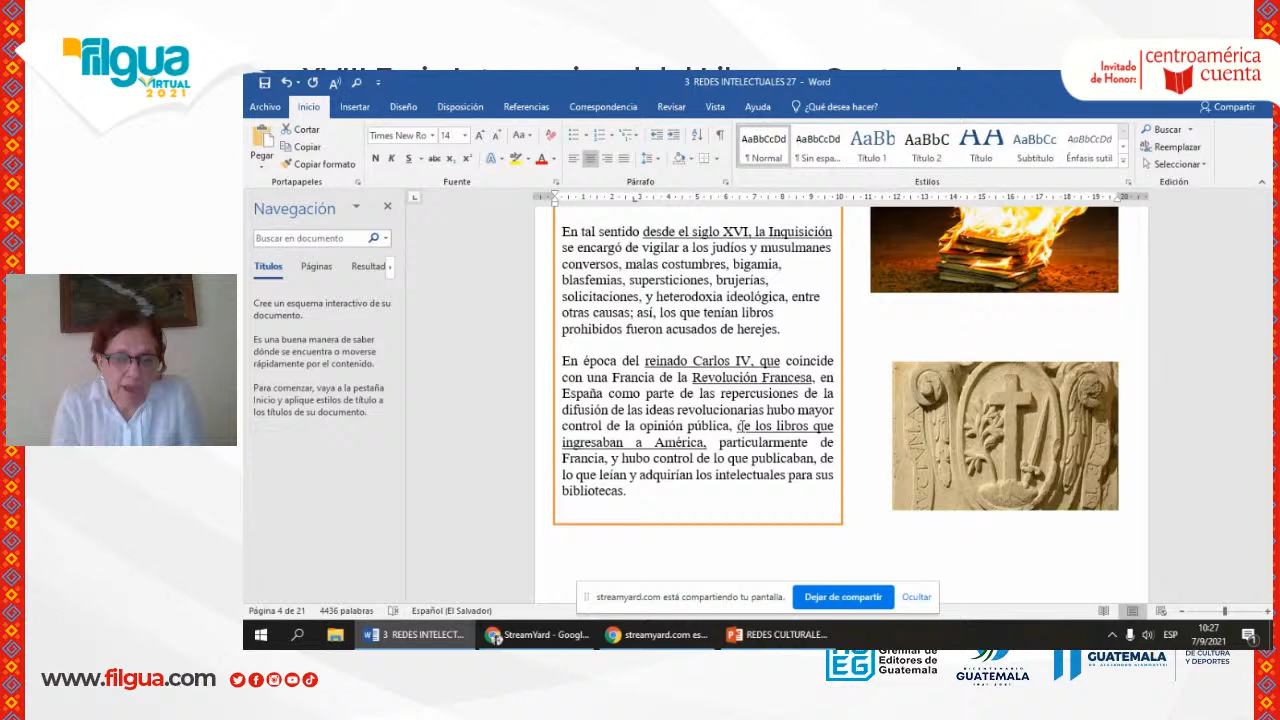 filgua
VIRTUAL
2021
Invitado
de Honor:
centroamérica
cuenta
3 REDES INTELECTUALES 27 - Word
Archivo Inicio Insertar Diseño Disposición Referencias Correspondencia Revisar Vista Ayuda ¿Qué desea hacer? Compartir
Pegar
Cortar
Copiar
Copiar formato
Portapapeles
Times New Ro 14
N K S abc x₂ x²
Fuente
Párrafo
AaBbCcDd AaBbCcDd AaBb AaBbC AA AaBbCc AaBbCcDd
¶ Normal ¶ Sin espa... Título 1 Título 2 Título Subtítulo Énfasis sutil
Estilos
Buscar
Reemplazar
Seleccionar
Edición
Navegación
Buscar en documento
Títulos Páginas Resultad
Cree un esquema interactivo de su
documento.
Es una buena manera de saber
dónde se encuentra o moverse
rápidamente por el contenido.
Para comenzar, vaya a la pestaña
Inicio y aplique estilos de título a
los títulos de su documento.
En tal sentido desde el siglo XVI, la Inquisición
se encargó de vigilar a los judíos y musulmanes
conversos, malas costumbres, bigamia,
blasfemias, supersticiones, brujerías,
solicitaciones, y heterodoxia ideológica, entre
otras causas; así, los que tenían libros
prohibidos fueron acusados de herejes.
En época del reinado Carlos IV, que coincide
con una Francia de la Revolución Francesa, en
España como parte de las repercusiones de la
difusión de las ideas revolucionarias hubo mayor
control de la opinión pública, de los libros que
ingresaban a América, particularmente de
Francia, y hubo control de lo que publicaban, de
lo que leían y adquirían los intelectuales para sus
bibliotecas.
streamyard.com está compartiendo tu pantalla. Dejar de compartir Ocultar
Página 4 de 21 4436 palabras Español (El Salvador)
3 REDES INTELECT... StreamYard - Googl... streamyard.com es... REDES CULTURALE...
ESP
10:27
7/9/2021
www.filgua.com
Gremial de
Editores de
Guatemala
BICENTENARIO
GUATEMALA
GUATEMALA
DE CULTURA
Y DEPORTES